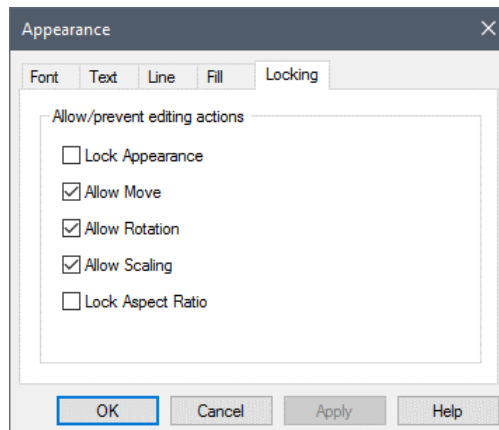 Appearance
Font Text Line Fill Locking
Allow/prevent editing actions
Lock Appearance
Allow Move
Allow Rotation
Allow Scaling
Lock Aspect Ratio
OK Cancel Apply Help